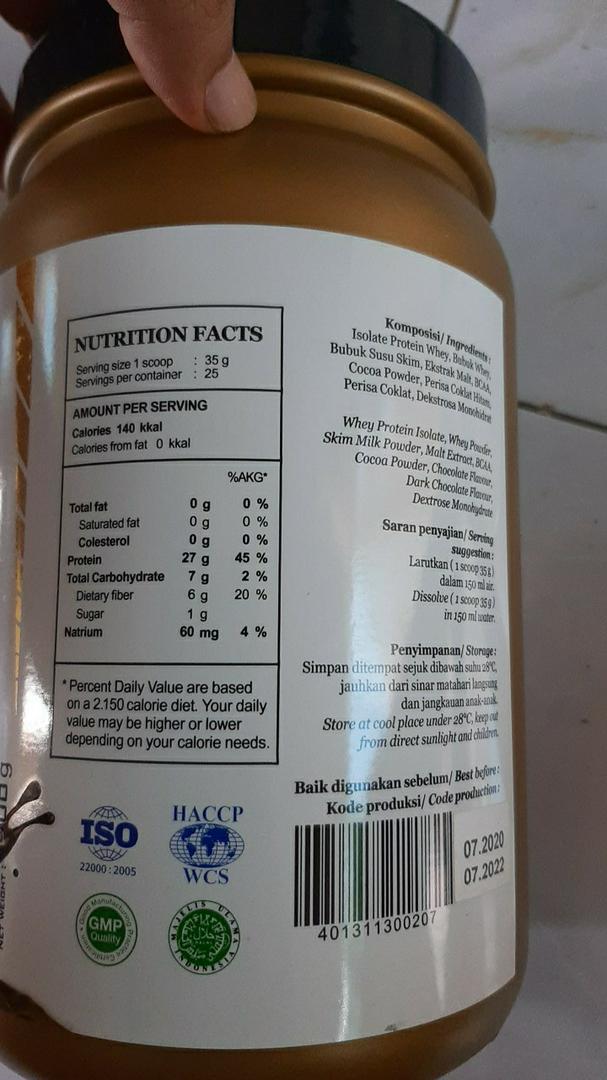 NUTRITION FACTS
Serving size 1 scoop : 35 g
Servings per container : 25
AMOUNT PER SERVING
Calories 140 kkal
Calories from fat 0 kkal
%AKG*
Total fat 0 g 0 %
Saturated fat 0 g 0 %
Colesterol 0 g 0 %
Protein 27 g 45 %
Total Carbohydrate 7 g 2 %
Dietary fiber 6 g 20 %
Sugar 1 g
Natrium 60 mg 4 %
* Percent Daily Value are based
on a 2.150 calorie diet. Your daily
value may be higher or lower
depending on your calorie needs.
ISO
22000 : 2005
HACCP
WCS
Good Manufacturing Practice Certification
GMP
Quality
MAJELIS ULAMA
INDONESIA
حلال
Komposisi/ Ingredients :
Isolate Protein Whey, Bubuk Whey,
Bubuk Susu Skim, Ekstrak Malt, BCAA,
Cocoa Powder, Perisa Coklat Hitam,
Perisa Coklat, Dekstrosa Monohidrat
Whey Protein Isolate, Whey Powder,
Skim Milk Powder, Malt Extract, BCAA,
Cocoa Powder, Chocolate Flavour,
Dark Chocolate Flavour,
Dextrose Monohydrate
Saran penyajian/ Serving
suggestion :
Larutkan ( 1 scoop 35 g )
dalam 150 ml air.
Dissolve ( 1 scoop 35 g )
in 150 ml water.
Penyimpanan/ Storage :
Simpan ditempat sejuk dibawah suhu 28°C,
jauhkan dari sinar matahari langsung
dan jangkauan anak-anak.
Store at cool place under 28°C, keep out
from direct sunlight and children.
Baik digunakan sebelum/ Best before :
Kode produksi/ Code production :
07.2020
07.2022
401311300207
NET WEIGHT :